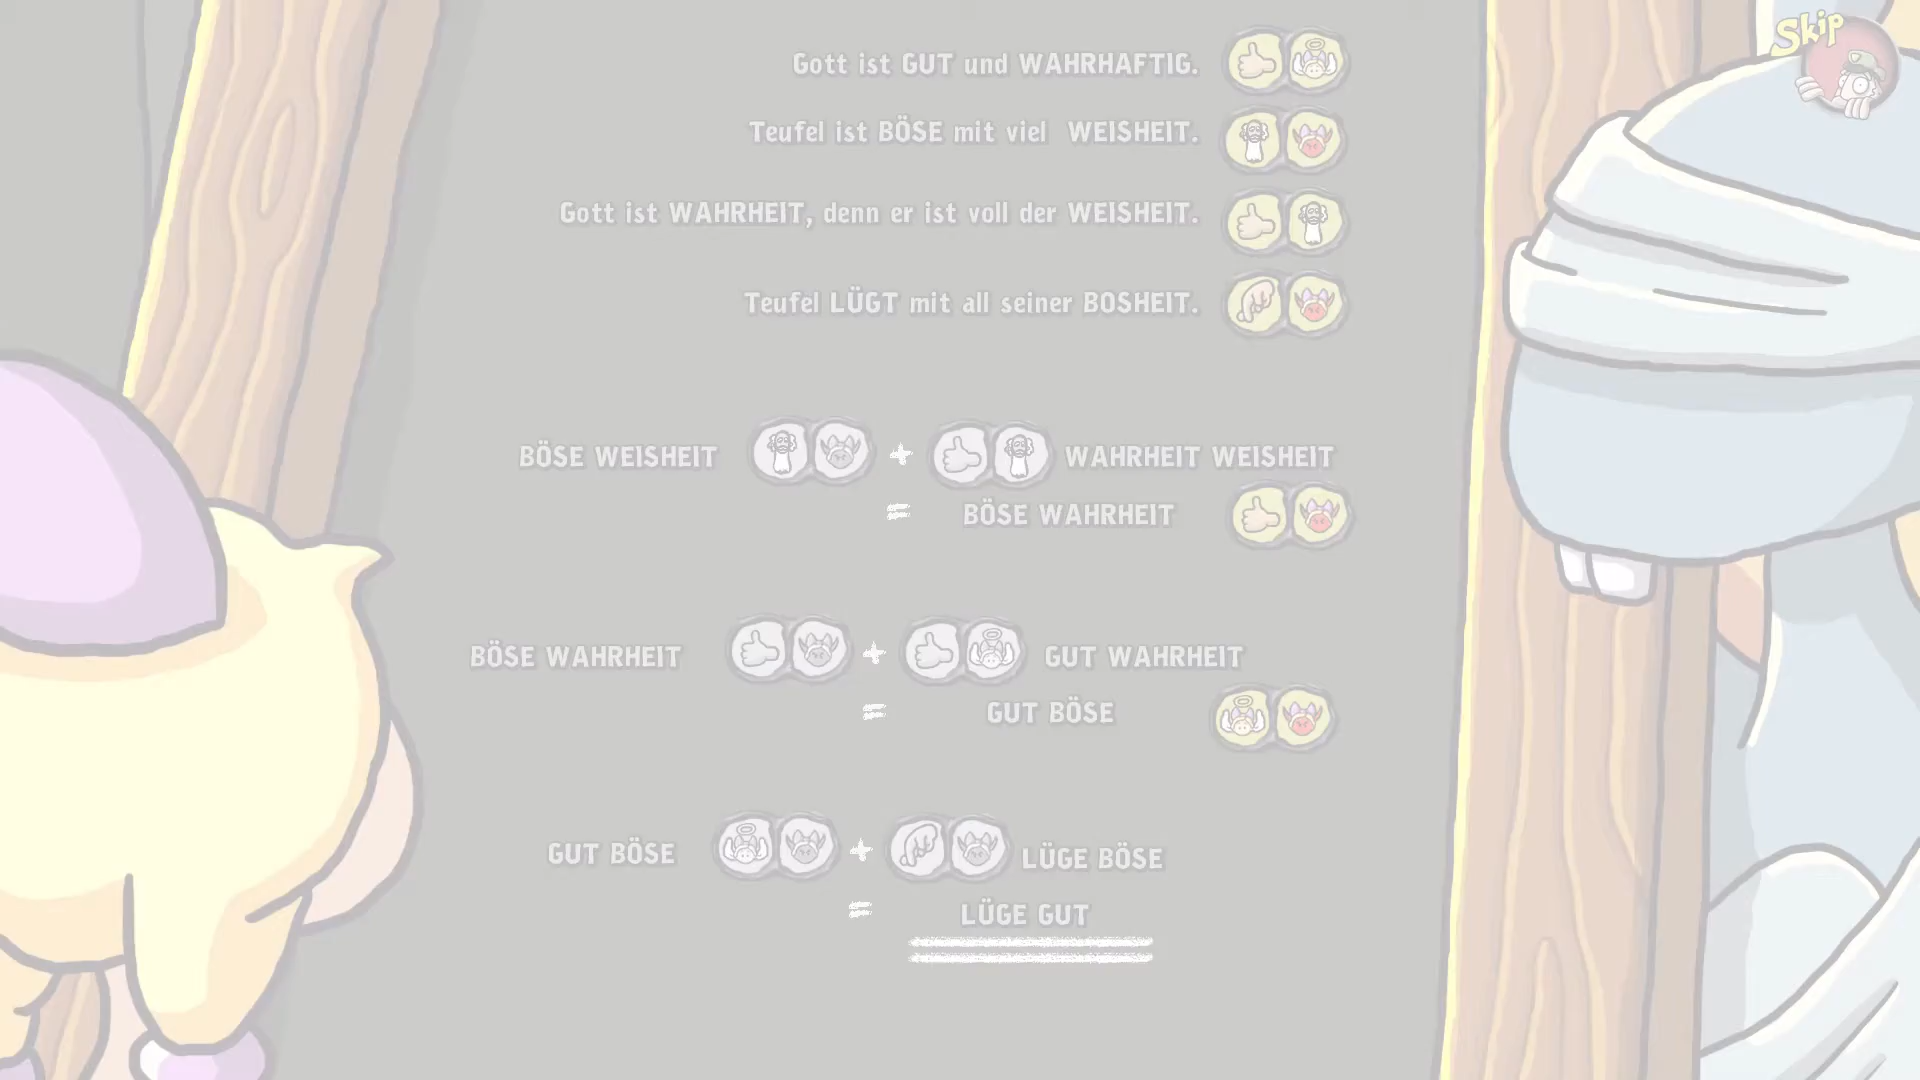 Skip
Gott ist GUT und WAHRHAFTIG.
Teufel ist BÖSE mit viel WEISHEIT.
Gott ist WAHRHEIT, denn er ist voll der WEISHEIT.
Teufel LÜGT mit all seiner BOSHEIT.
BÖSE WEISHEIT + WAHRHEIT WEISHEIT
= BÖSE WAHRHEIT
BÖSE WAHRHEIT + GUT WAHRHEIT
= GUT BÖSE
GUT BÖSE + LÜGE BÖSE
= LÜGE GUT